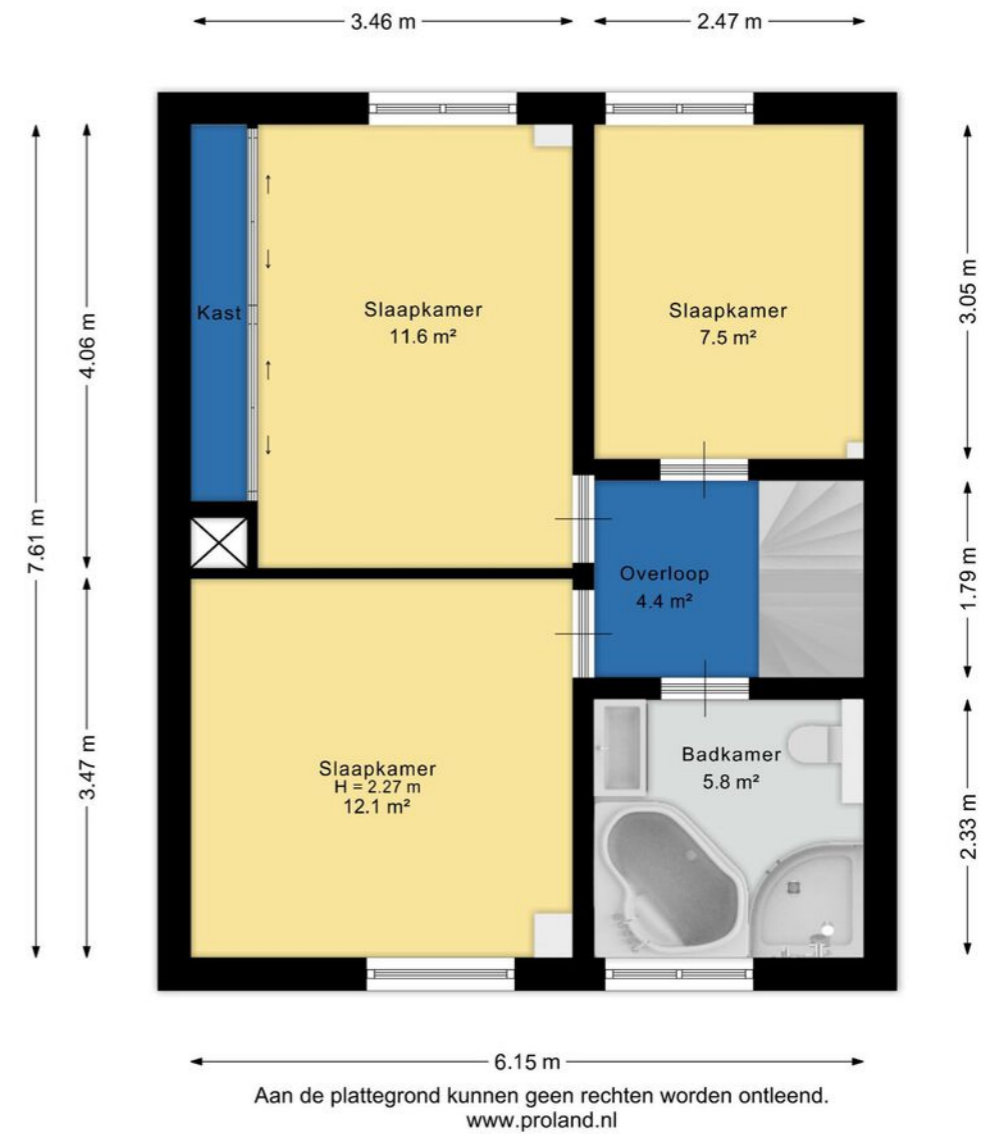 3.46 m
2.47 m
7.61 m
4.06 m
3.47 m
3.05 m
1.79 m
2.33 m
Kast
Slaapkamer
11.6 m²
Slaapkamer
7.5 m²
Overloop
4.4 m²
Slaapkamer
H = 2.27 m
12.1 m²
Badkamer
5.8 m²
6.15 m
Aan de plattegrond kunnen geen rechten worden ontleend.
www.proland.nl